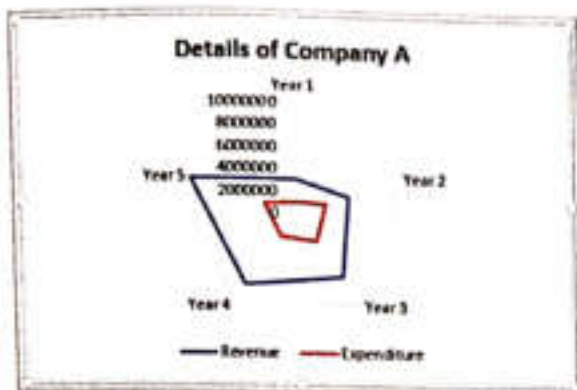 Details of Company A
Year 1
10000000
8000000
6000000
4000000
2000000
0
Year 2
Year 3
Year 4
Year 5
Revenue
Expenditure